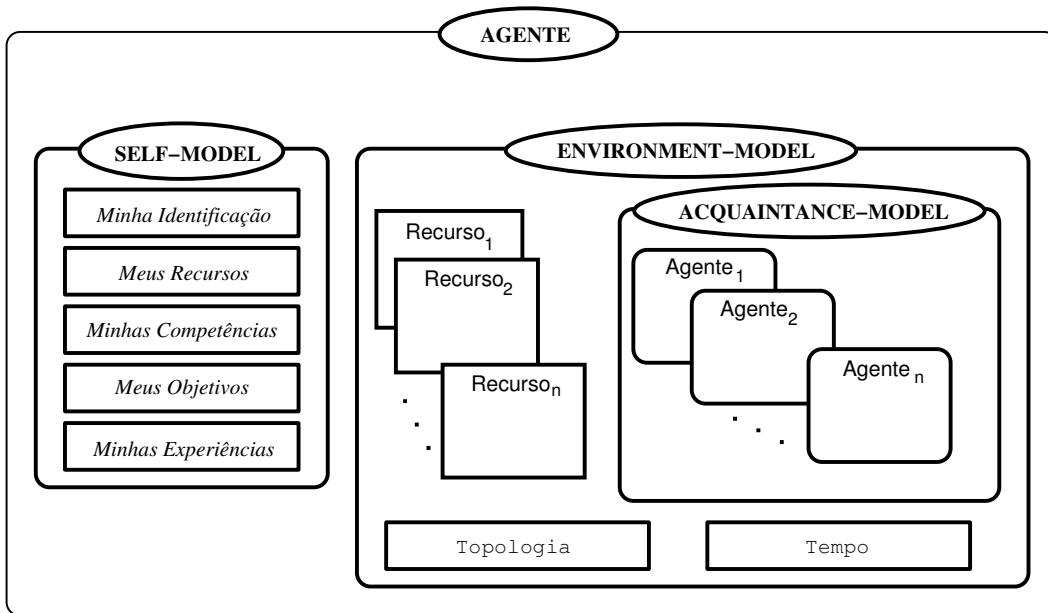 AGENTE
SELF−MODEL
Minha Identificação
Meus Recursos
Minhas Competências
Meus Objetivos
Minhas Experiências
ENVIRONMENT−MODEL
Recurso1
Recurso2
Recurson
ACQUAINTANCE−MODEL
Agente1
Agente2
Agente n
Topologia
Tempo